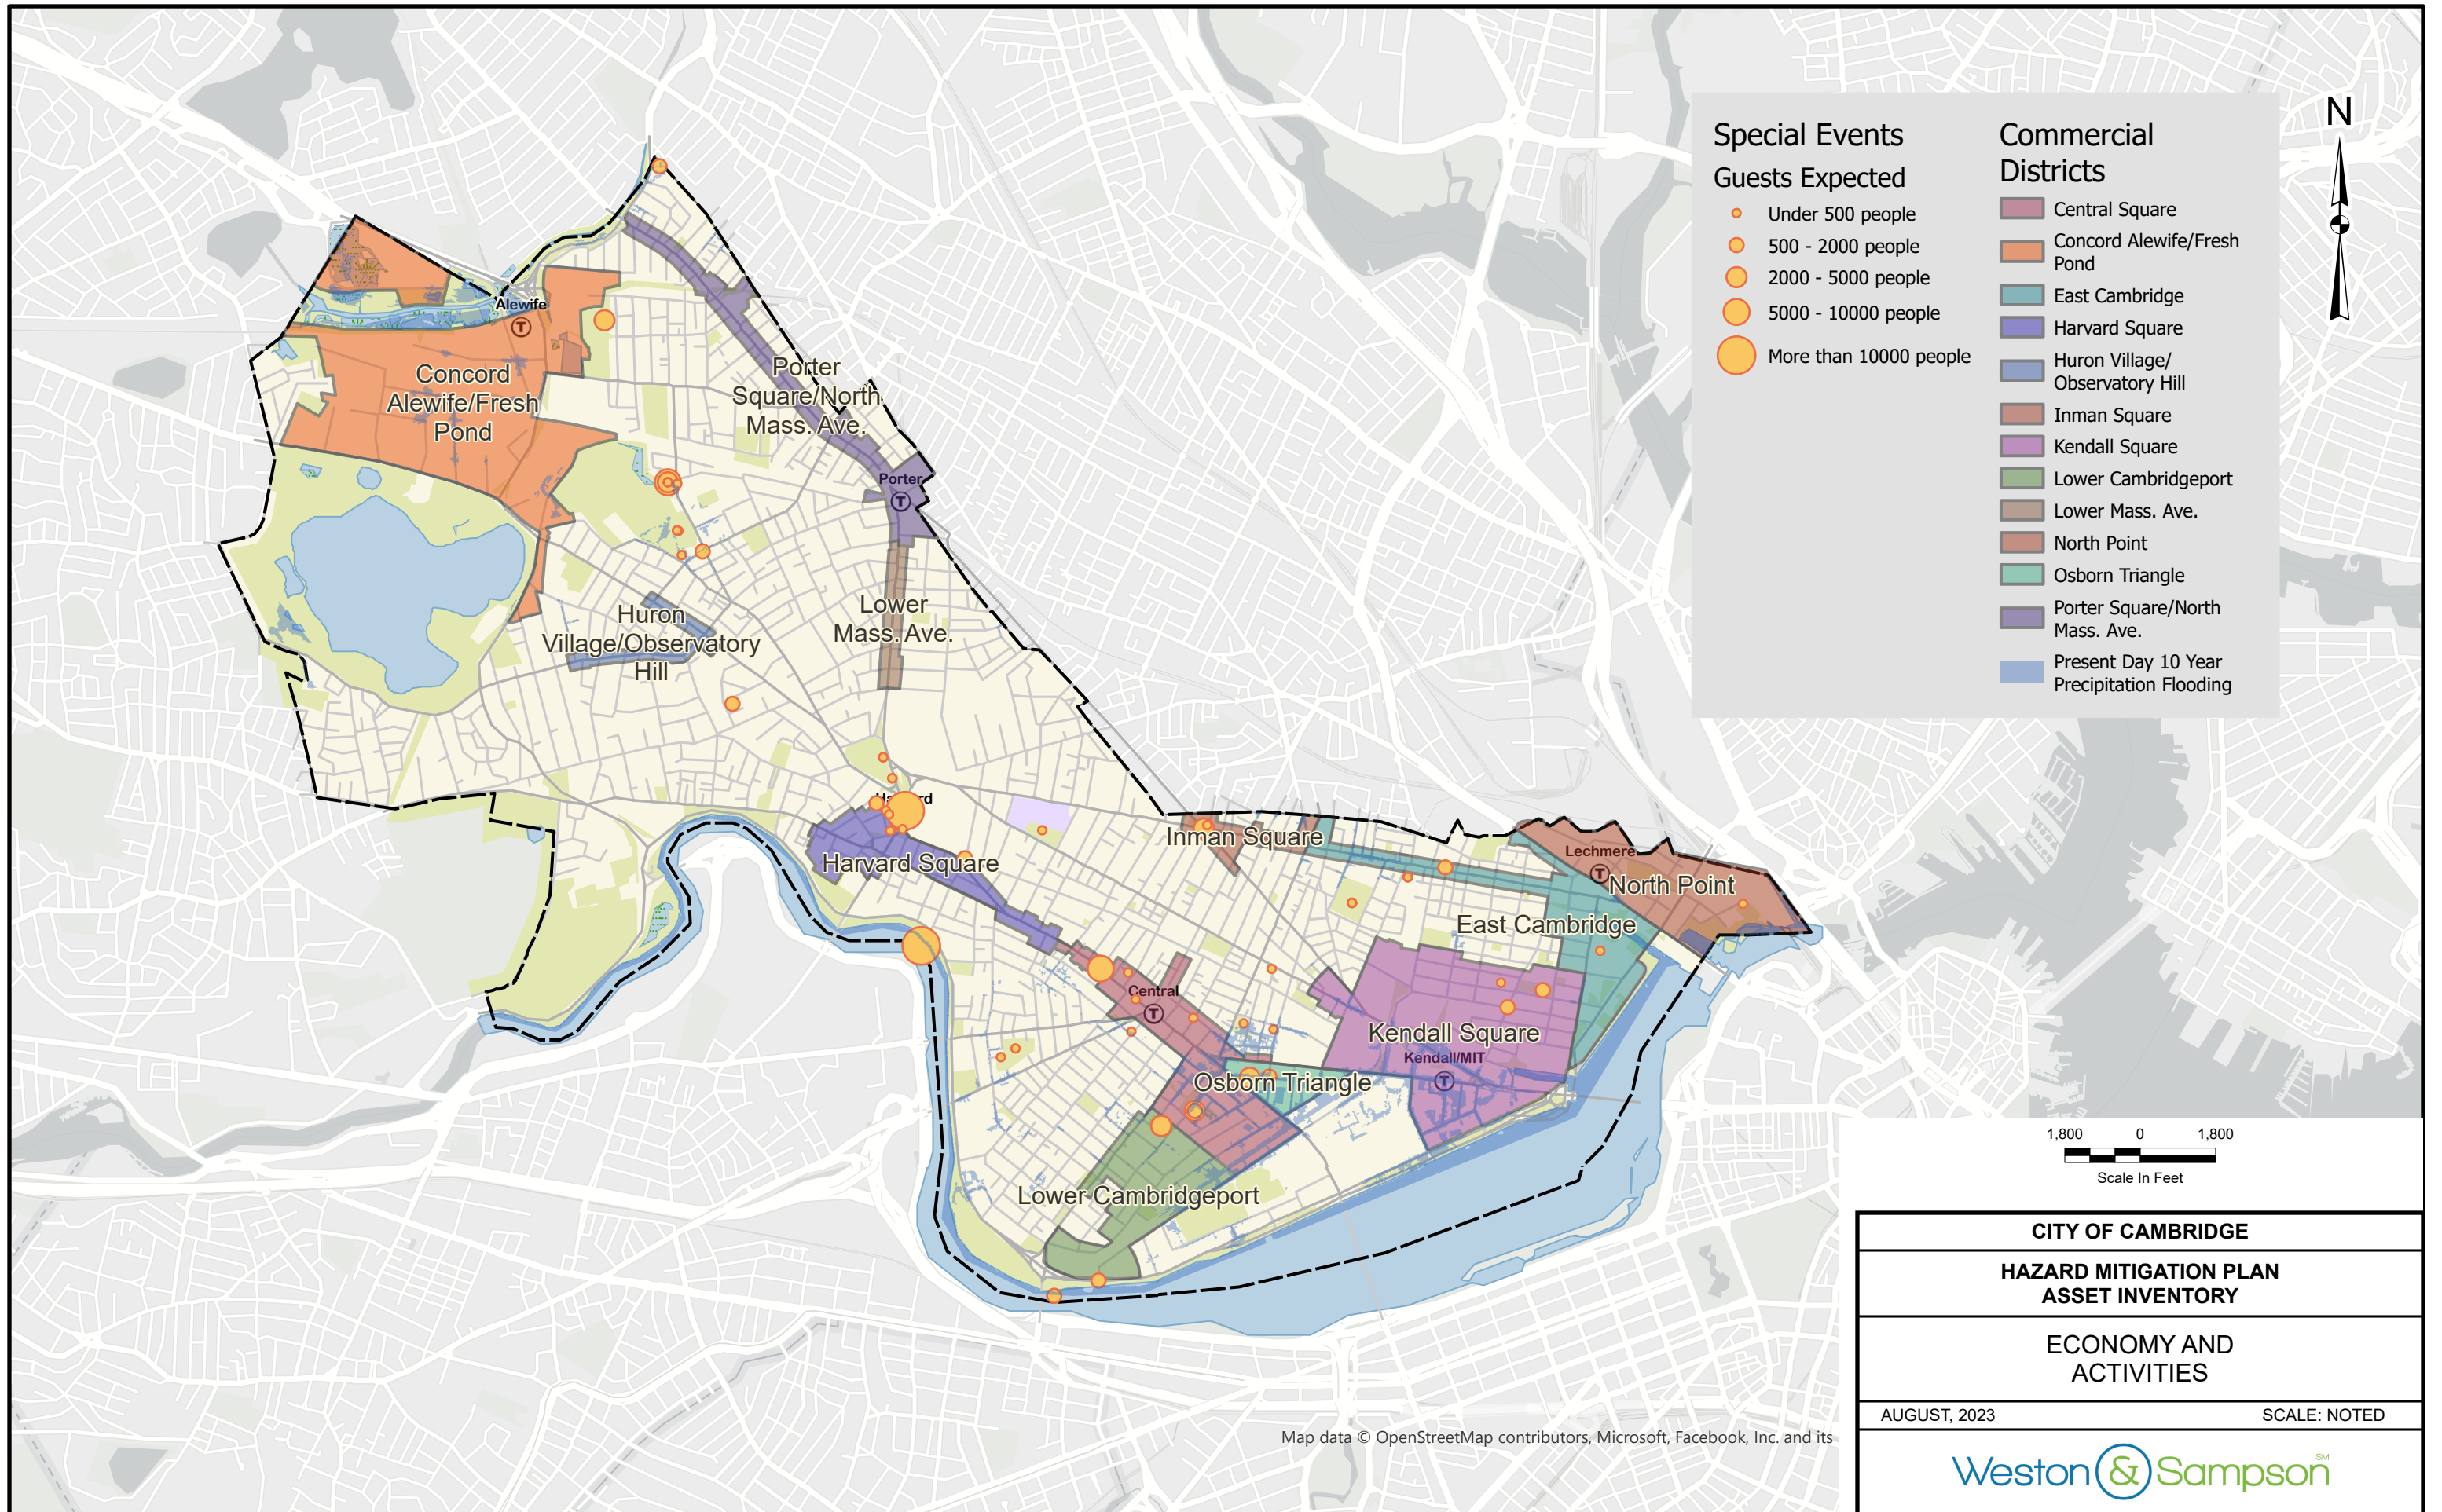 Special Events
Guests Expected
Under 500 people
500 - 2000 people
2000 - 5000 people
5000 - 10000 people
More than 10000 people
Commercial
Districts
Central Square
Concord Alewife/Fresh
Pond
East Cambridge
Harvard Square
Huron Village/
Observatory Hill
Inman Square
Kendall Square
Lower Cambridgeport
Lower Mass. Ave.
North Point
Osborn Triangle
Porter Square/North
Mass. Ave.
Present Day 10 Year
Precipitation Flooding
N
Alewife
T
Concord
Alewife/Fresh
Pond
Porter
Square/North
Mass. Ave.
Porter
T
Huron
Village/Observatory
Hill
Lower
Mass. Ave.
Harvard Square
Inman Square
Lechmere
T
North Point
East Cambridge
Central
T
Kendall Square
Kendall/MIT
T
Osborn Triangle
Lower Cambridgeport
1,800 0 1,800
Scale In Feet
CITY OF CAMBRIDGE
HAZARD MITIGATION PLAN
ASSET INVENTORY
ECONOMY AND
ACTIVITIES
AUGUST, 2023 SCALE: NOTED
Weston & Sampson SM
Map data © OpenStreetMap contributors, Microsoft, Facebook, Inc. and its